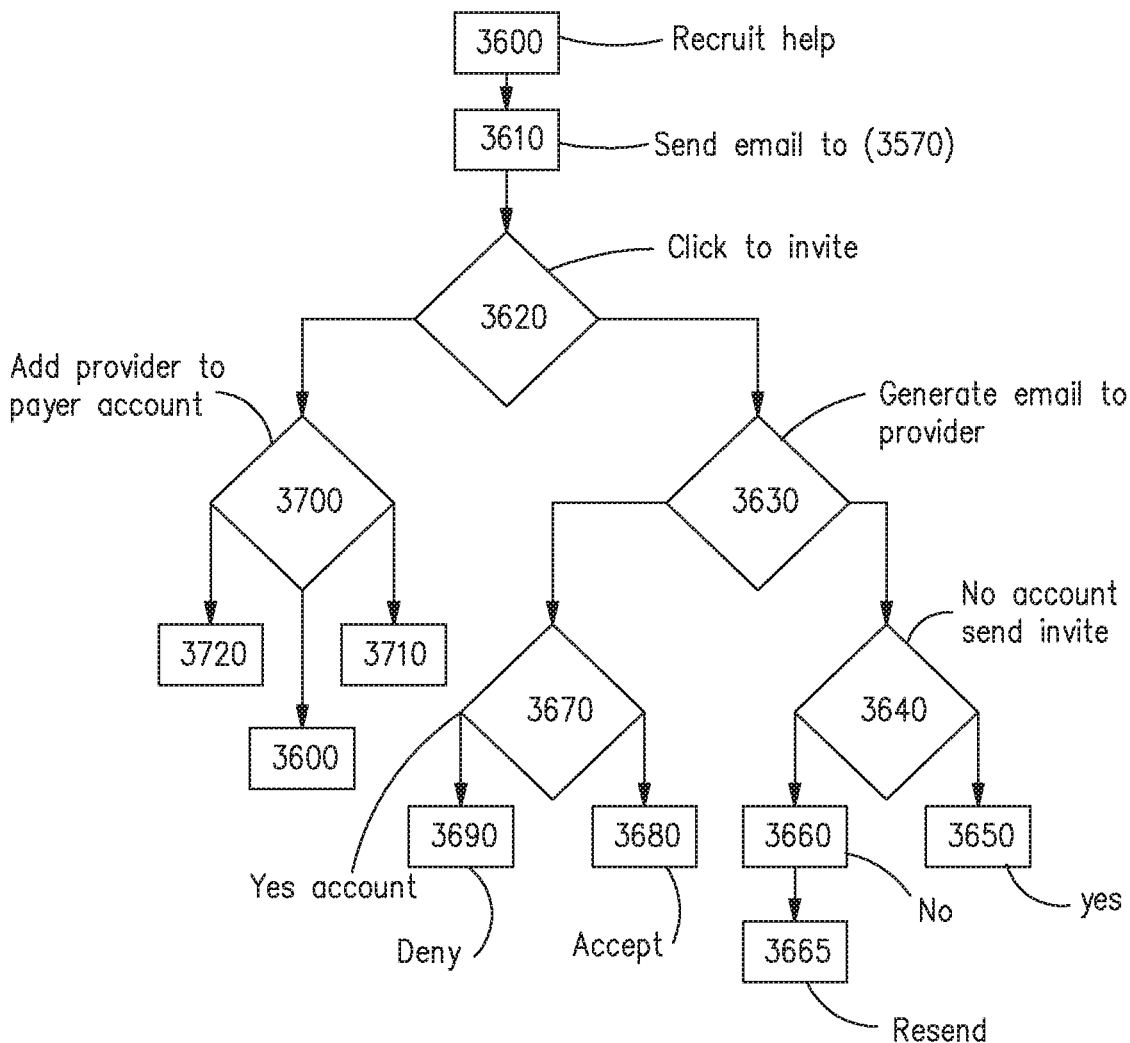 3600
Recruit help
3610
Send email to (3570)
Click to invite
3620
Add provider to
payer account
Generate email to
provider
3700
3630
No account
send invite
3720
3710
3670
3640
3600
3690
3680
3660
3650
Yes account
No
yes
Deny
Accept
3665
Resend